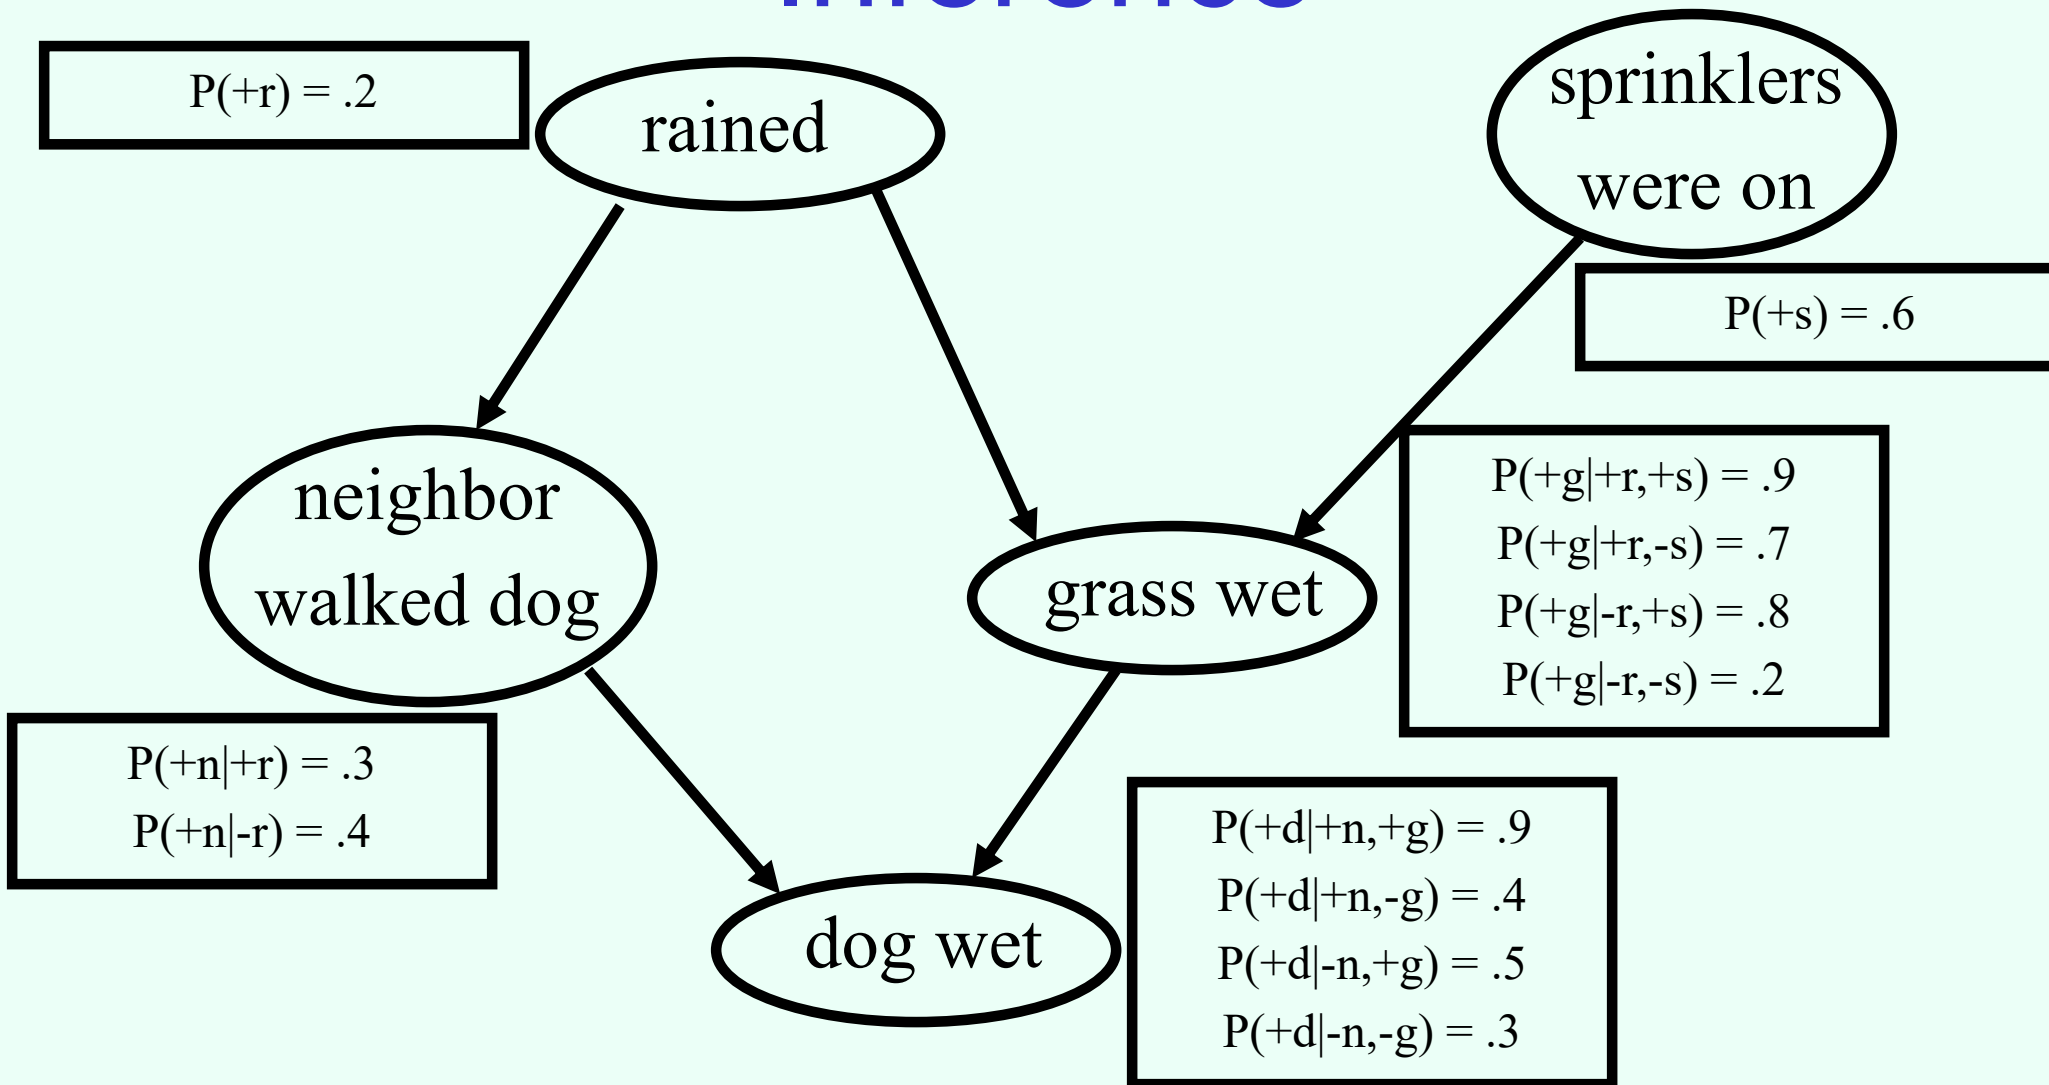 P(+r) = .2
rained
sprinklers
were on
P(+s) = .6
neighbor
walked dog
grass wet
P(+g|+r,+s) = .9
P(+g|+r,-s) = .7
P(+g|-r,+s) = .8
P(+g|-r,-s) = .2
P(+n|+r) = .3
P(+n|-r) = .4
dog wet
P(+d|+n,+g) = .9
P(+d|+n,-g) = .4
P(+d|-n,+g) = .5
P(+d|-n,-g) = .3